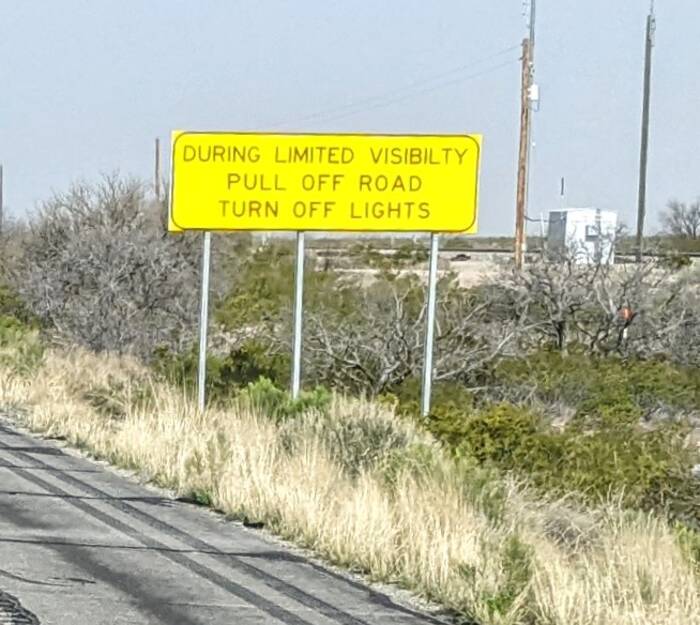 DURING LIMITED VISIBILTY
PULL OFF ROAD
TURN OFF LIGHTS